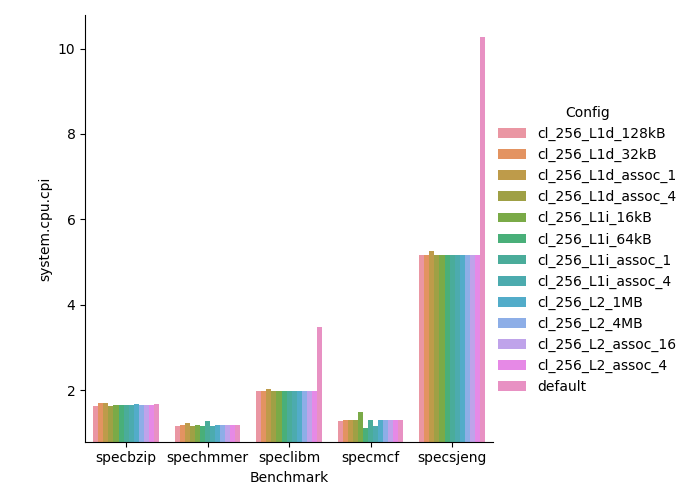 10
8
6
4
2
system.cpu.cpi
specbzip
spechmmer
speclibm
specmcf
specsjeng
Benchmark
Config
cl_256_L1d_128kB
cl_256_L1d_32kB
cl_256_L1d_assoc_1
cl_256_L1d_assoc_4
cl_256_L1i_16kB
cl_256_L1i_64kB
cl_256_L1i_assoc_1
cl_256_L1i_assoc_4
cl_256_L2_1MB
cl_256_L2_4MB
cl_256_L2_assoc_16
cl_256_L2_assoc_4
default